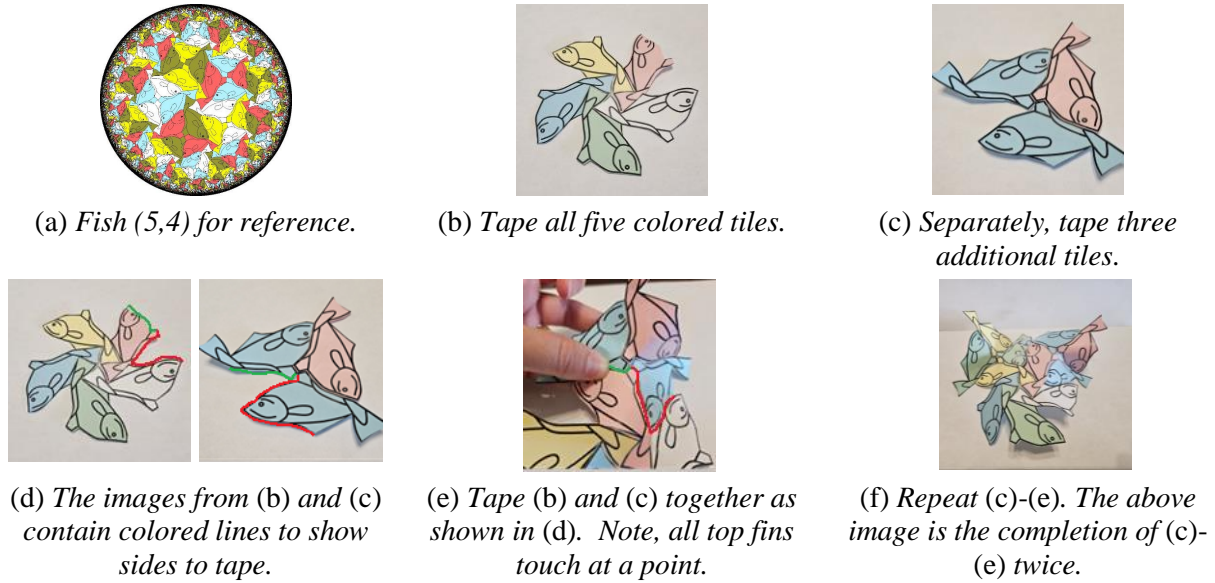 (a) Fish (5,4) for reference.
(b) Tape all five colored tiles.
(c) Separately, tape three
additional tiles.
(d) The images from (b) and (c)
contain colored lines to show
sides to tape.
(e) Tape (b) and (c) together as
shown in (d). Note, all top fins
touch at a point.
(f) Repeat (c)-(e). The above
image is the completion of (c)-
(e) twice.